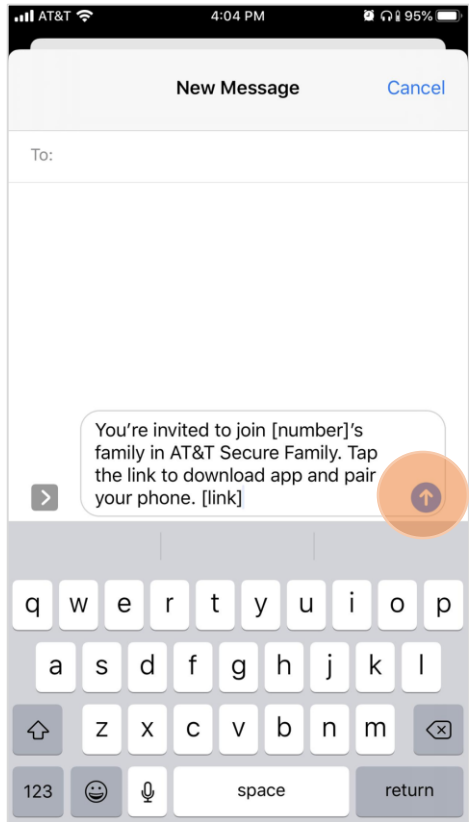 AT&T 4:04 PM 95%
New Message Cancel
To:
You’re invited to join [number]’s
family in AT&T Secure Family. Tap
the link to download app and pair
your phone. [link]
q w e r t y u i o p
a s d f g h j k l
z x c v b n m
123 space return